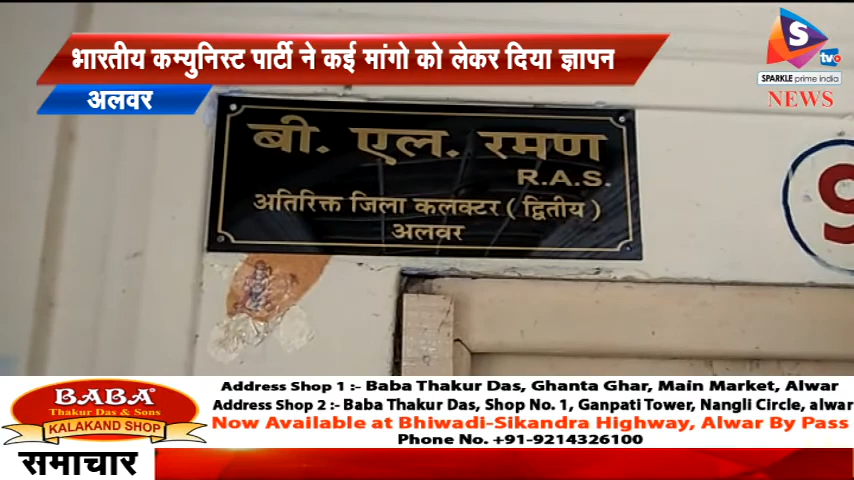 भारतीय कम्युनिस्ट पार्टी ने कई मांगो को लेकर दिया ज्ञापन
अलवर
S
tv
SPARKLE prime india
NEWS
बी. एल. रमण
R.A.S.
अतिरिक्त जिला कलक्टर ( द्वितीय )
अलवर
9
BABA
Thakur Das & Sons
KALAKAND SHOP
Address Shop 1 :- Baba Thakur Das, Ghanta Ghar, Main Market, Alwar
Address Shop 2 :- Baba Thakur Das, Shop No. 1, Ganpati Tower, Nangli Circle, alwar
Now Available at Bhiwadi-Sikandra Highway, Alwar By Pass
Phone No. +91-9214326100
समाचार